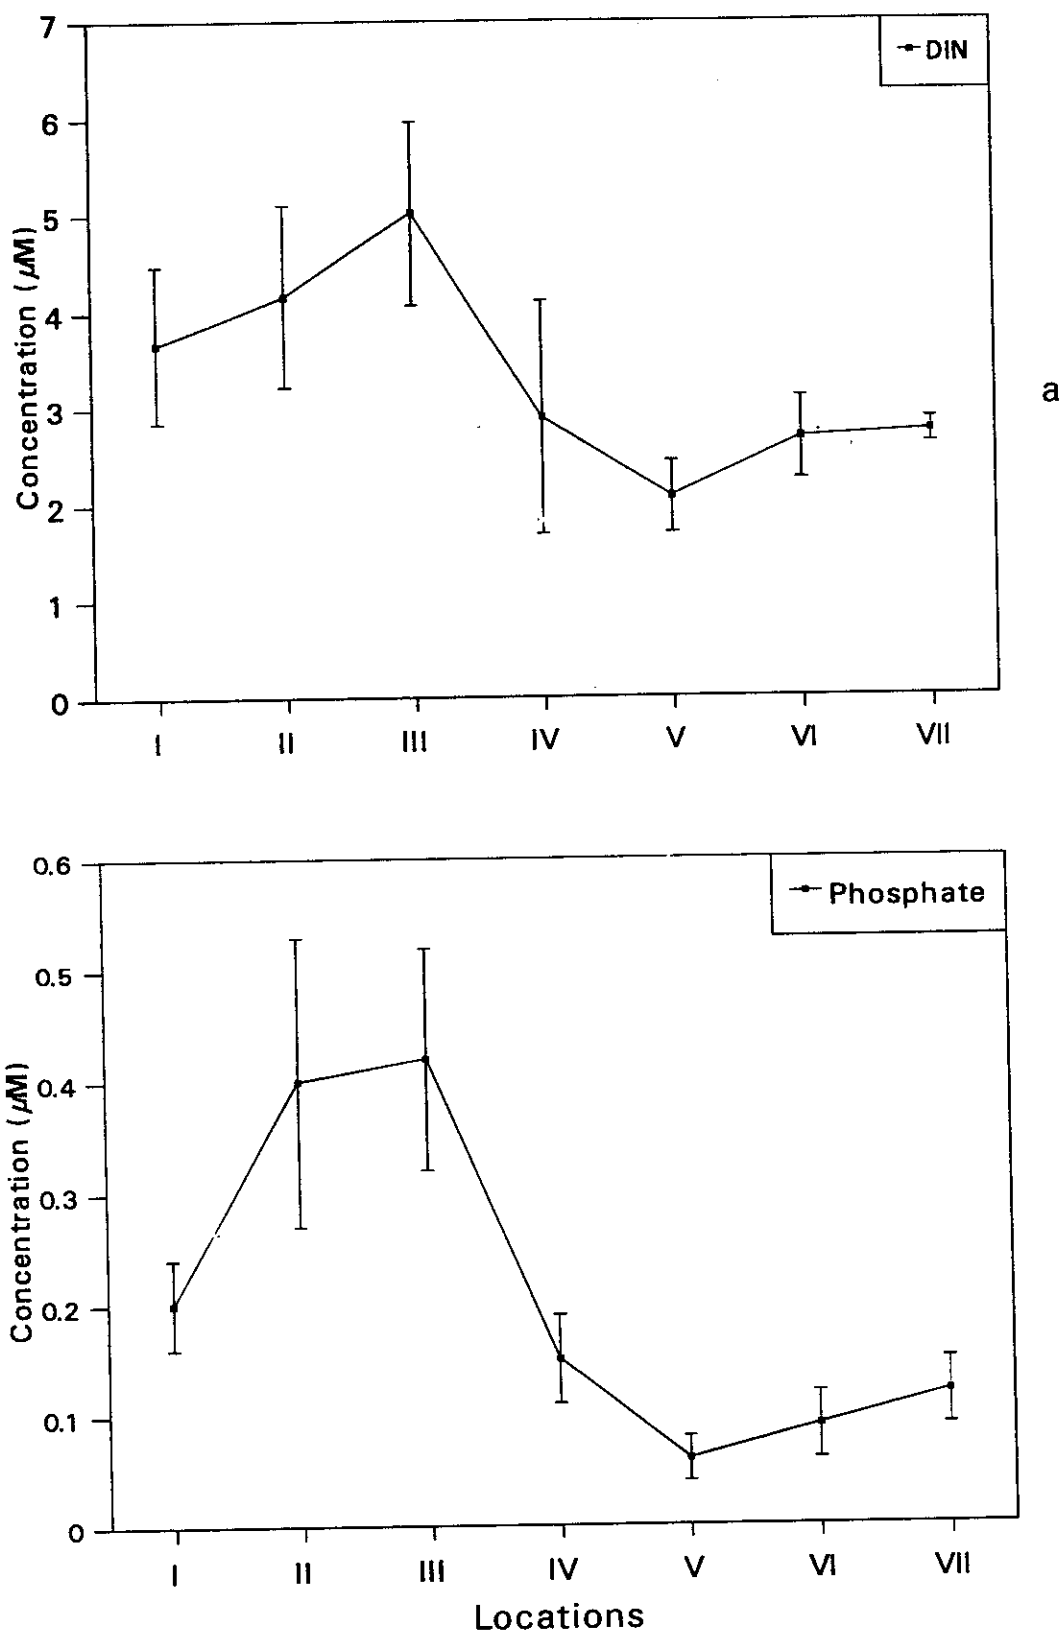 7
DIN
6
5
4
3
2
1
0
Concentration (μM)
a
I II III IV V VI VII
0.6
Phosphate
0.5
0.4
0.3
0.2
0.1
0
Concentration (μM)
I II III IV V VI VII
Locations